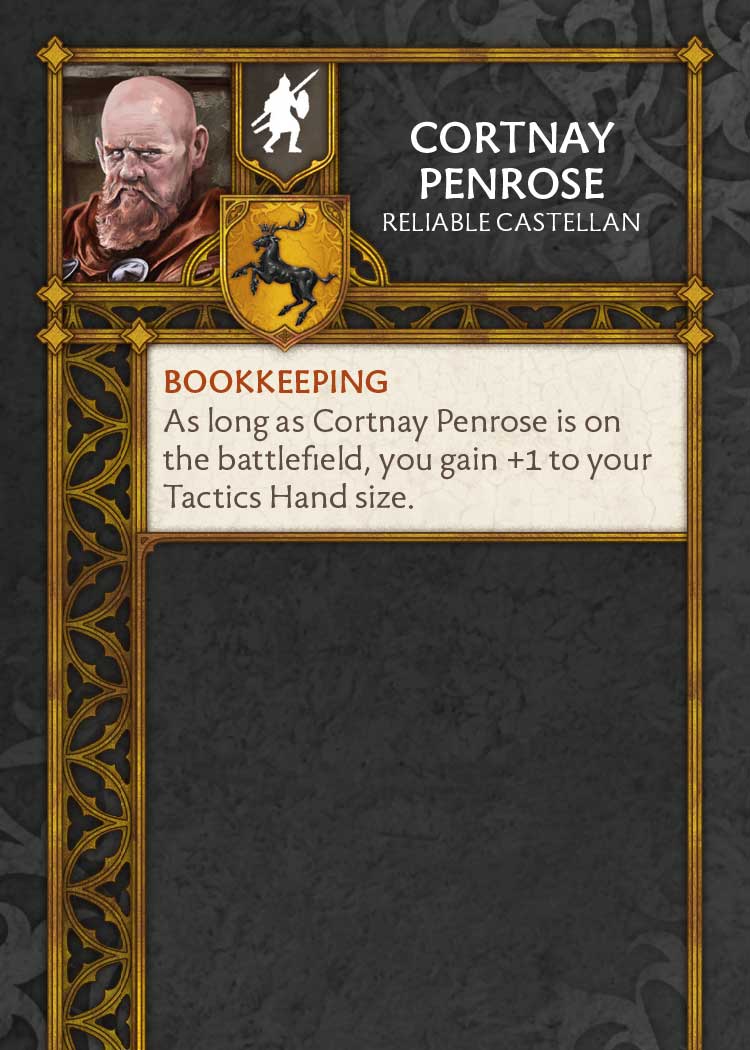 CORTNAY
PENROSE
RELIABLE CASTELLAN
BOOKKEEPING
As long as Cortnay Penrose is on
the battlefield, you gain +1 to your
Tactics Hand size.